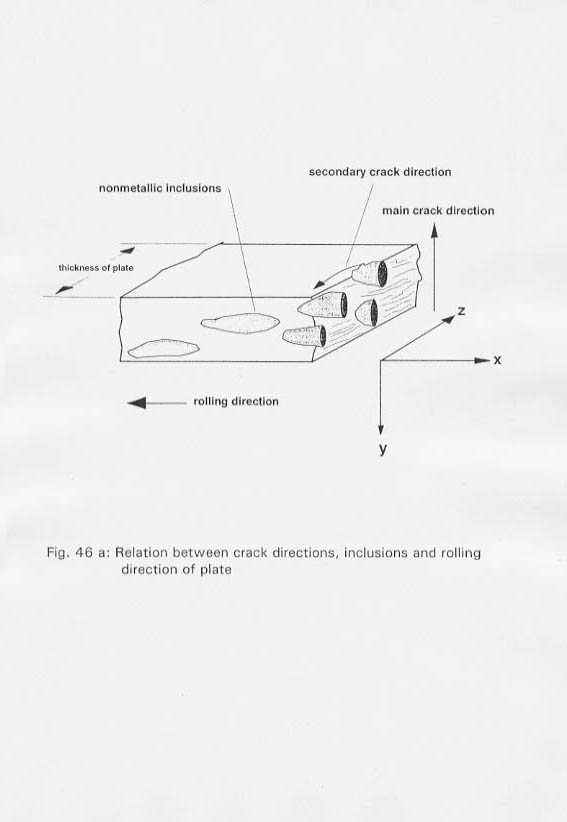 secondary crack direction
nonmetallic inclusions
main crack direction
thickness of plate
z
x
rolling direction
y
Fig. 46 a: Relation between crack directions, inclusions and rolling
direction of plate